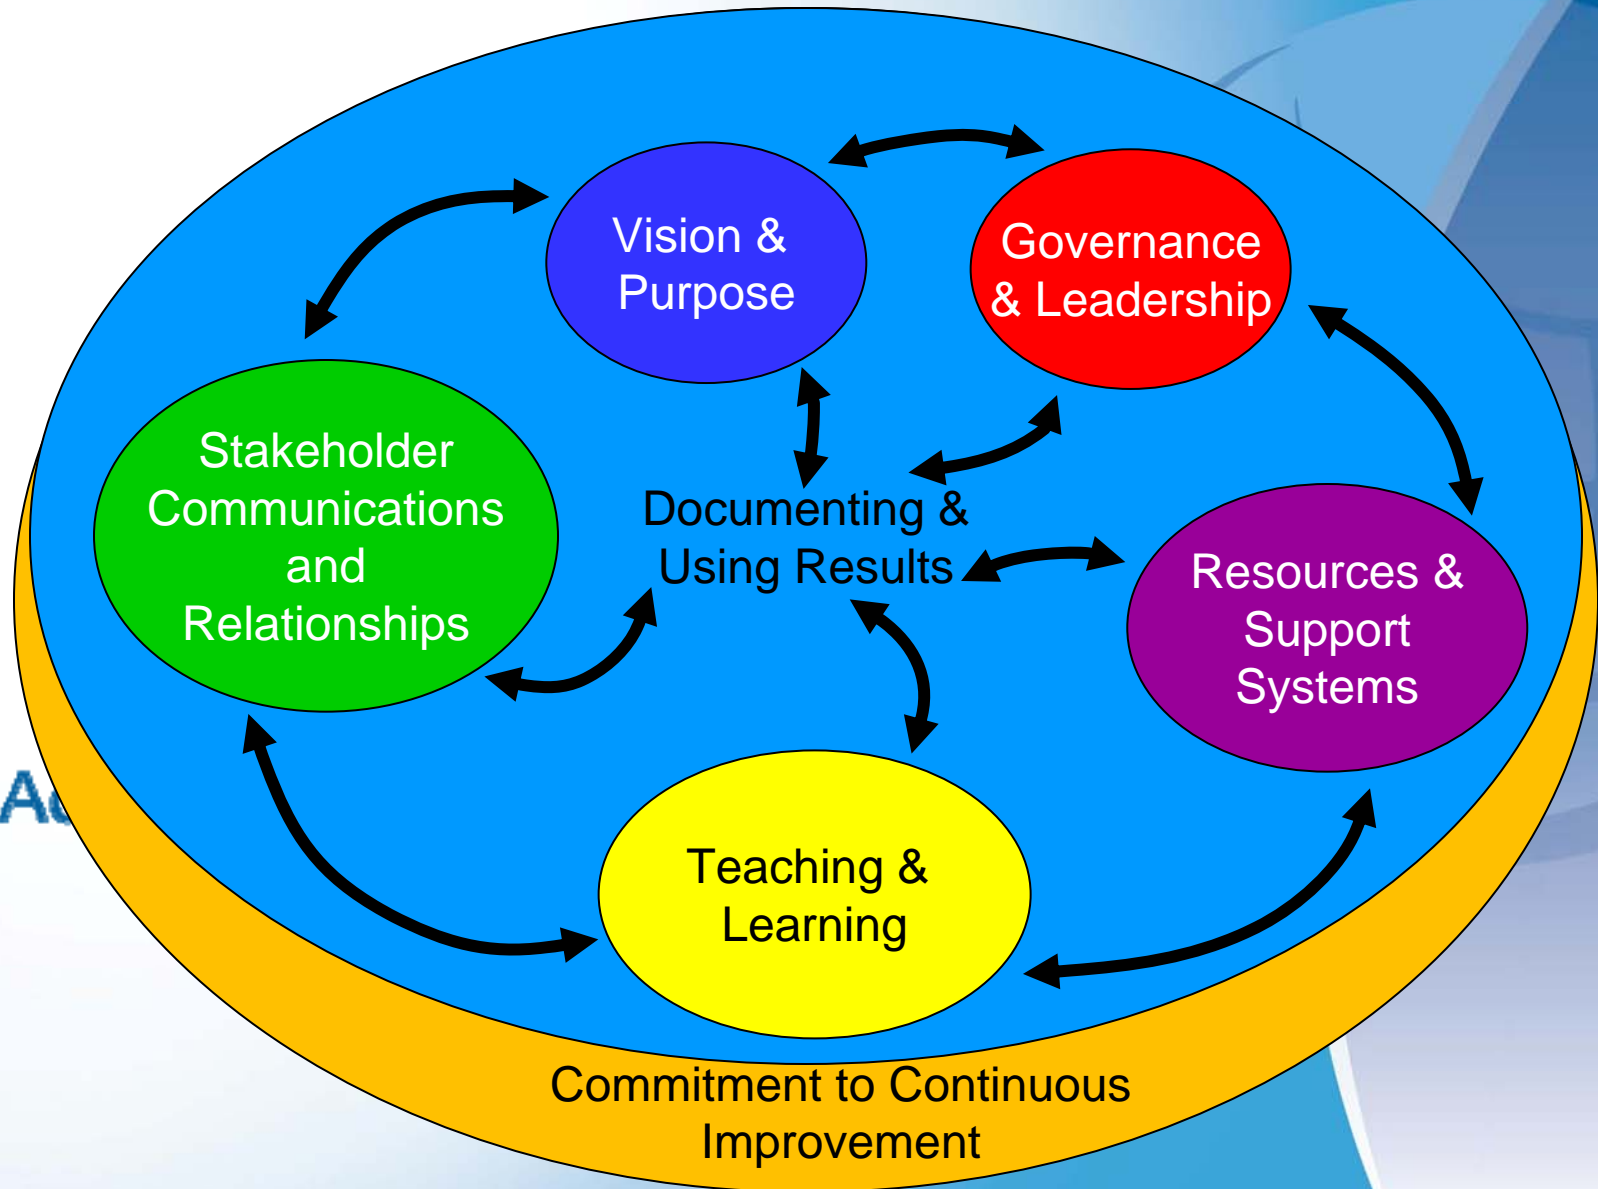 Vision &
Purpose
Governance
& Leadership
Stakeholder
Communications
and
Relationships
Documenting &
Using Results
Resources &
Support
Systems
Teaching &
Learning
Commitment to Continuous
Improvement